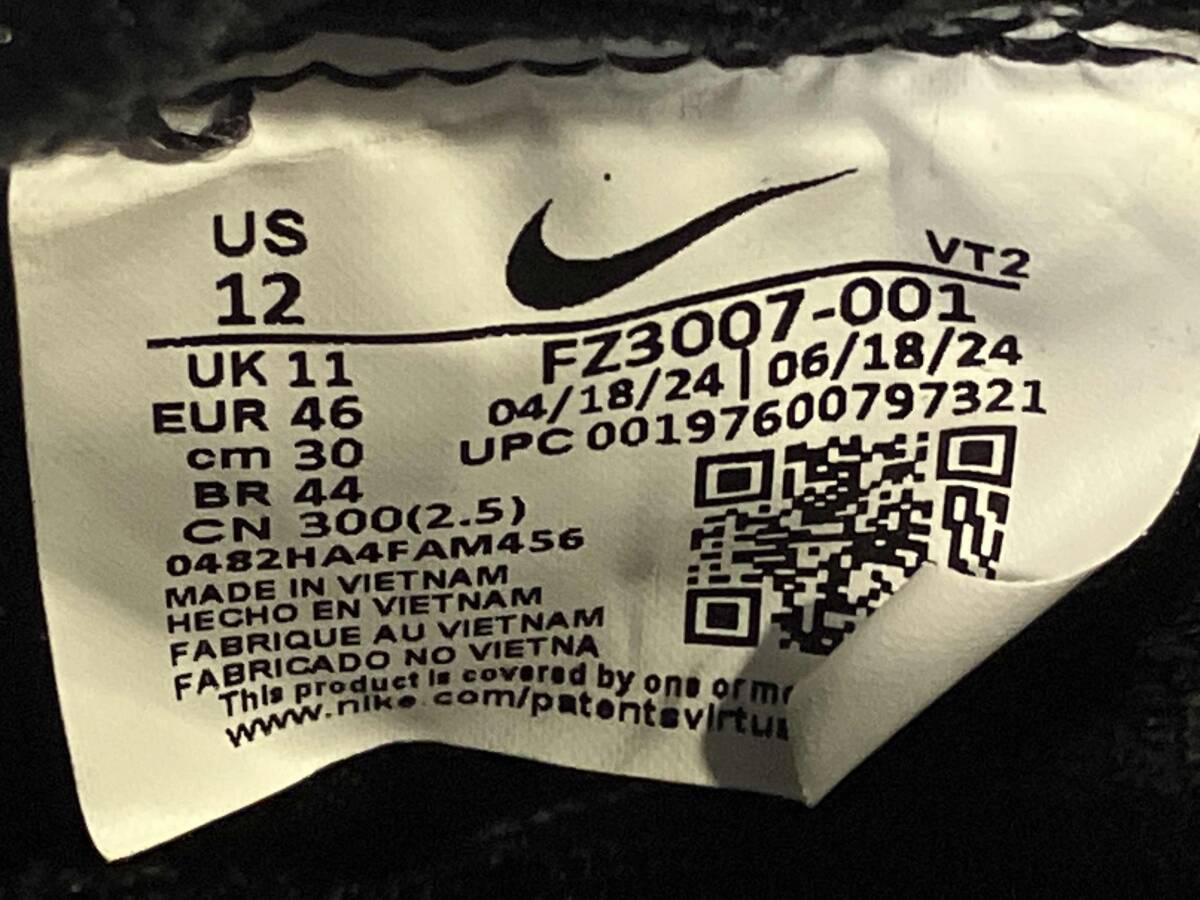 US
12
UK 11
EUR 46
cm 30
BR 44
CN 300(2.5)
VT2
FZ3007-001
04/18/24 | 06/18/24
UPC 00197600797321
0482HA4FAM456
MADE IN VIETNAM
HECHO EN VIETNAM
FABRIQUE AU VIETNAM
FABRICADO NO VIETNA
This product is covered by one or
www.nike.com/patentsvirtu